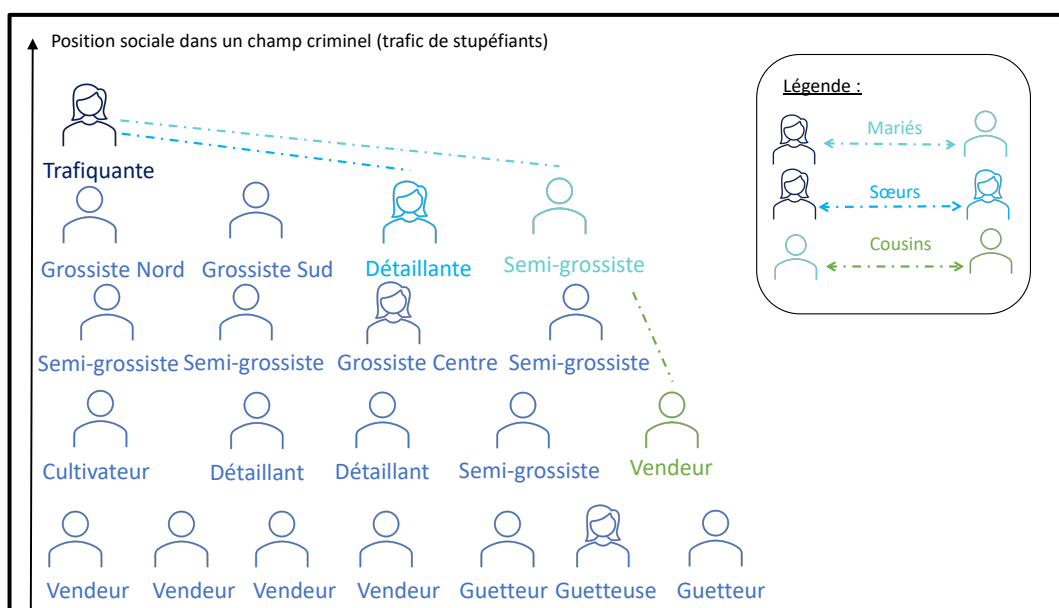 Position sociale dans un champ criminel (trafic de stupéfiants)
Légende :
Mariés
Sœurs
Cousins
Trafiquante
Grossiste Nord
Grossiste Sud
Détaillante
Semi-grossiste
Semi-grossiste
Semi-grossiste
Grossiste Centre
Semi-grossiste
Cultivateur
Détaillant
Détaillant
Semi-grossiste
Vendeur
Vendeur
Vendeur
Vendeur
Vendeur
Guetteur
Guetteuse
Guetteur